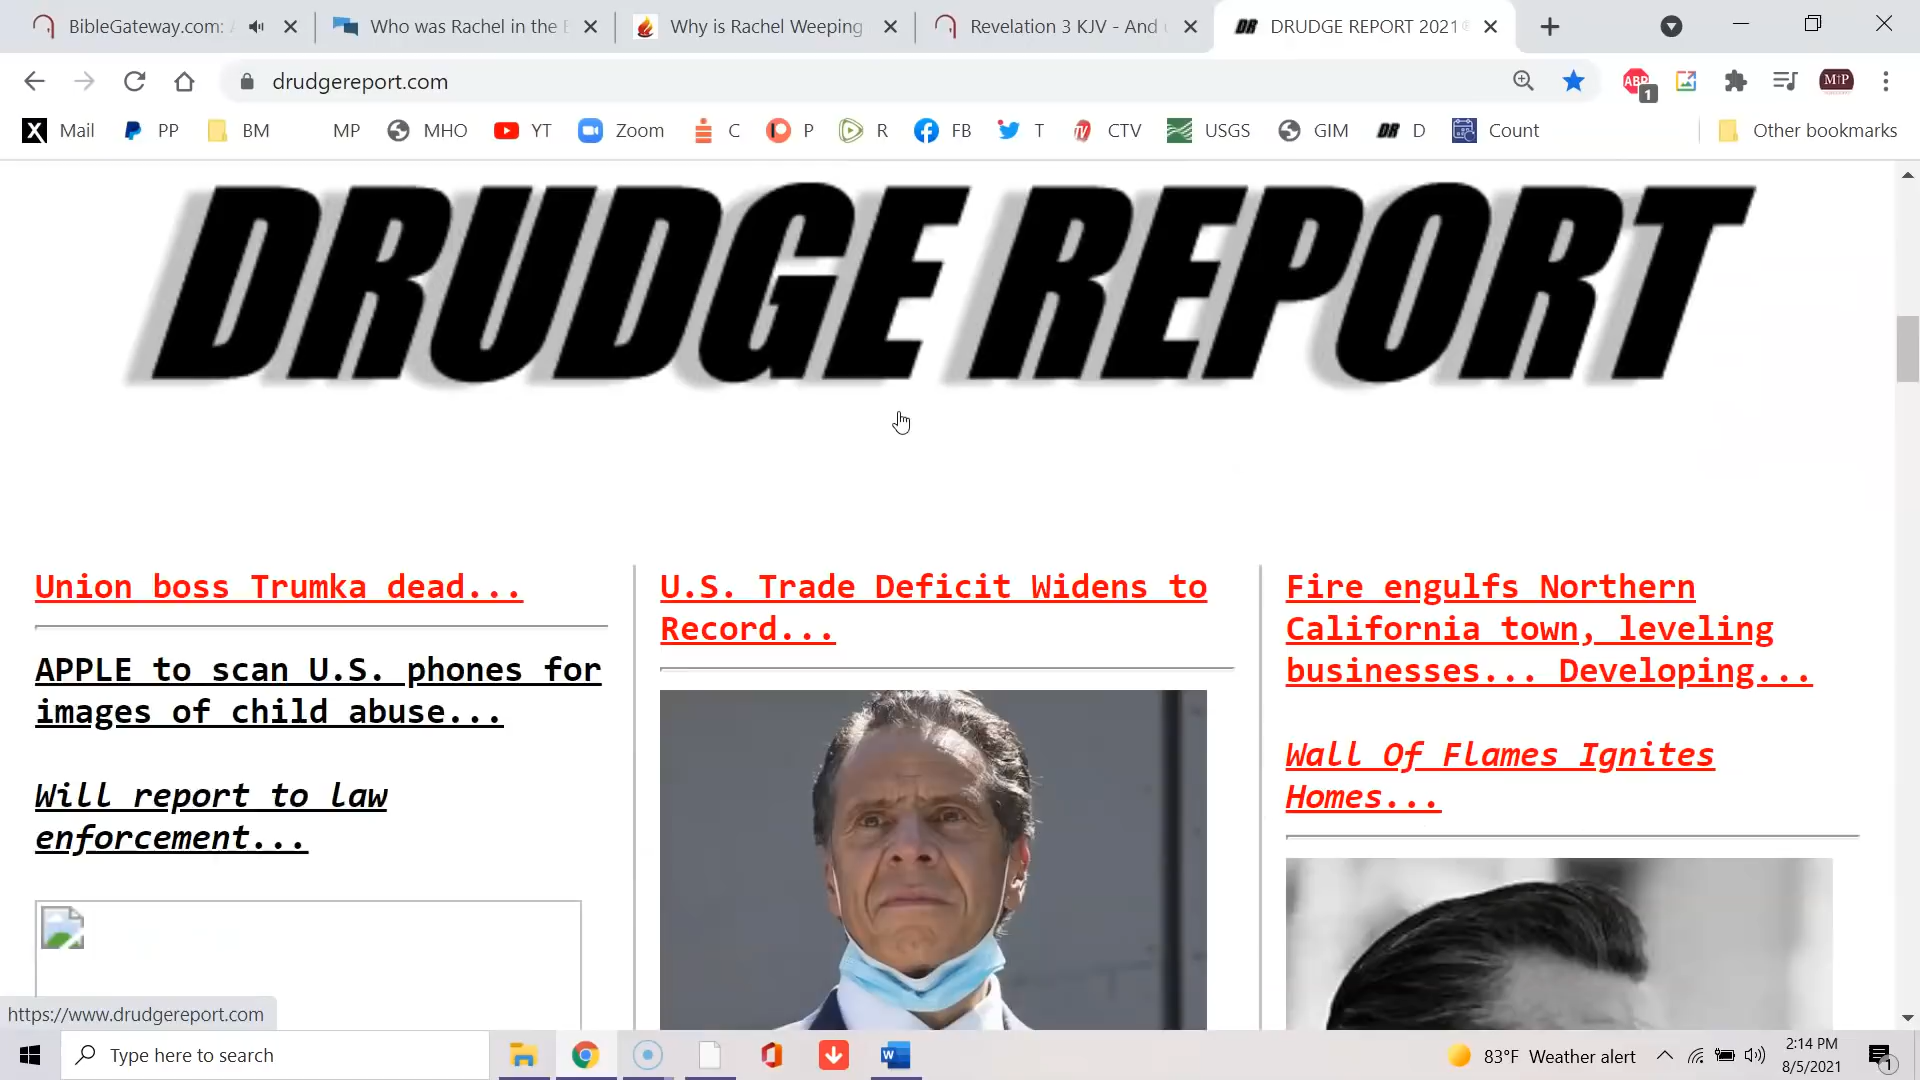 BibleGateway.com:
Who was Rachel in the
Why is Rachel Weeping
Revelation 3 KJV - And
DRUDGE REPORT 2021
drudgereport.com
ABP
1
M†P
X Mail
PP
BM
MP
MHO
YT
Zoom
C
P
R
FB
T
CTV
USGS
GIM
DR D
Count
Other bookmarks
DRUDGE REPORT
Union boss Trumka dead...
APPLE to scan U.S. phones for
images of child abuse...
Will report to law
enforcement...
U.S. Trade Deficit Widens to
Record...
Fire engulfs Northern
California town, leveling
businesses... Developing...
Wall Of Flames Ignites
Homes...
https://www.drudgereport.com
Type here to search
83°F Weather alert
2:14 PM
8/5/2021
1